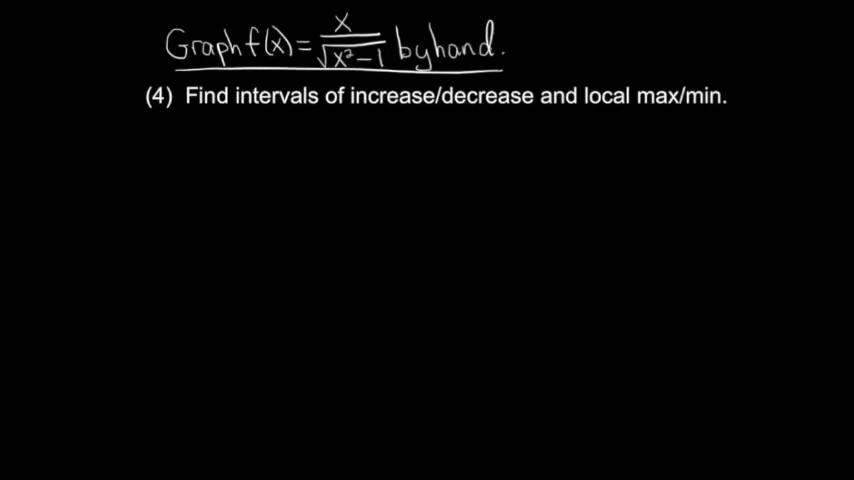 Graph f(x) = x/√(x²-1) by hand.
(4) Find intervals of increase/decrease and local max/min.